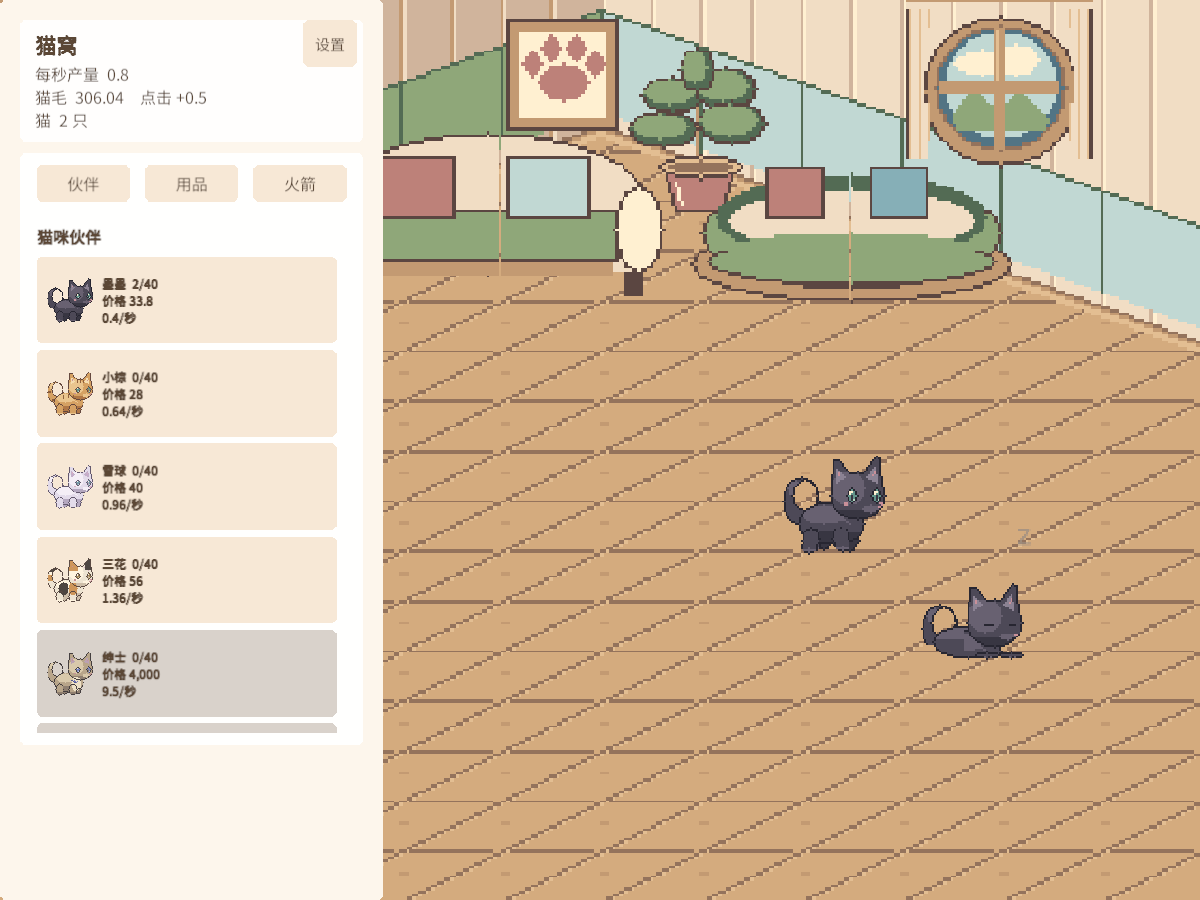 猫窝
设置
每秒产量 0.8
猫毛 306.04 点击 +0.5
猫 2 只
伙伴 用品 火箭
猫咪伙伴
墨墨 2/40
价格 33.8
0.4/秒
小棕 0/40
价格 28
0.64/秒
雪球 0/40
价格 40
0.96/秒
三花 0/40
价格 56
1.36/秒
绅士 0/40
价格 4,000
9.5/秒
Z